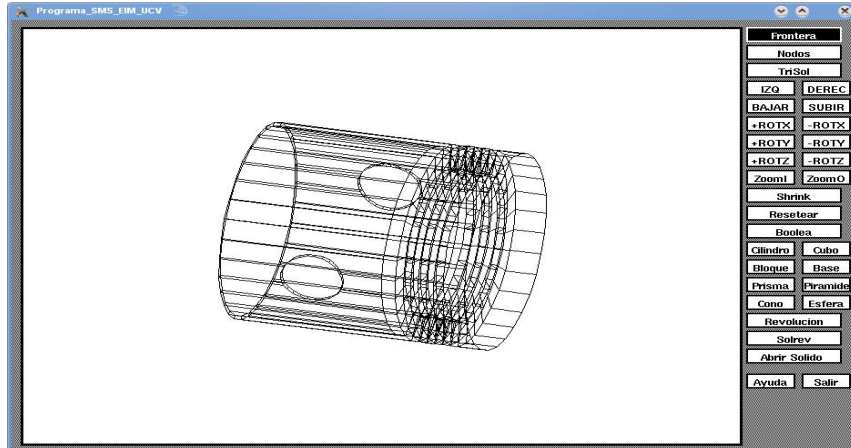 Programa_SMS_EIM_UCV
Frontera
Nodos
TriSol
IZQ DEREC
BAJAR SUBIR
+ROTX -ROTX
+ROTY -ROTY
+ROTZ -ROTZ
ZoomI ZoomO
Shrink
Resetear
Boolea
Cilindro Cubo
Bloque Base
Prisma Piramide
Cono Esfera
Revolucion
Solrev
Abrir Solido
Ayuda Salir